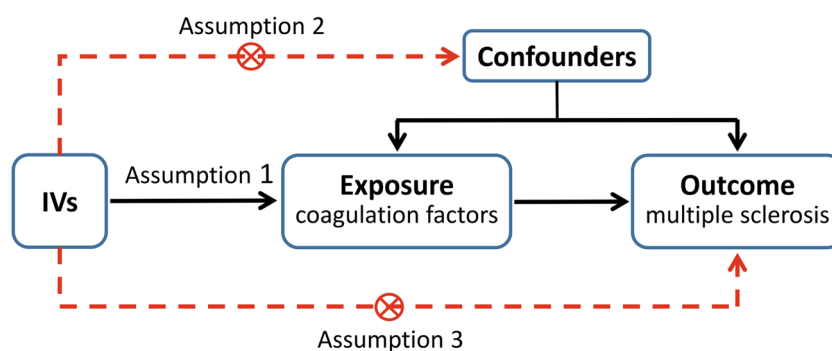 Assumption 2
Confounders
Assumption 1
IVs
Exposure
coagulation factors
Outcome
multiple sclerosis
Assumption 3